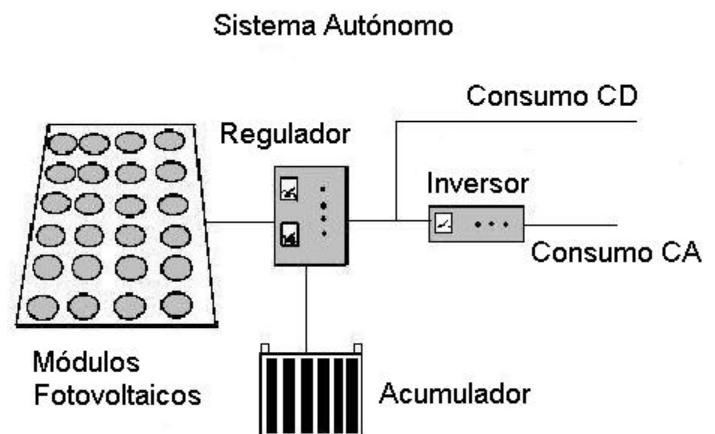 Sistema Autónomo
Consumo CD
Regulador
Inversor
Consumo CA
Módulos
Fotovoltaicos
Acumulador